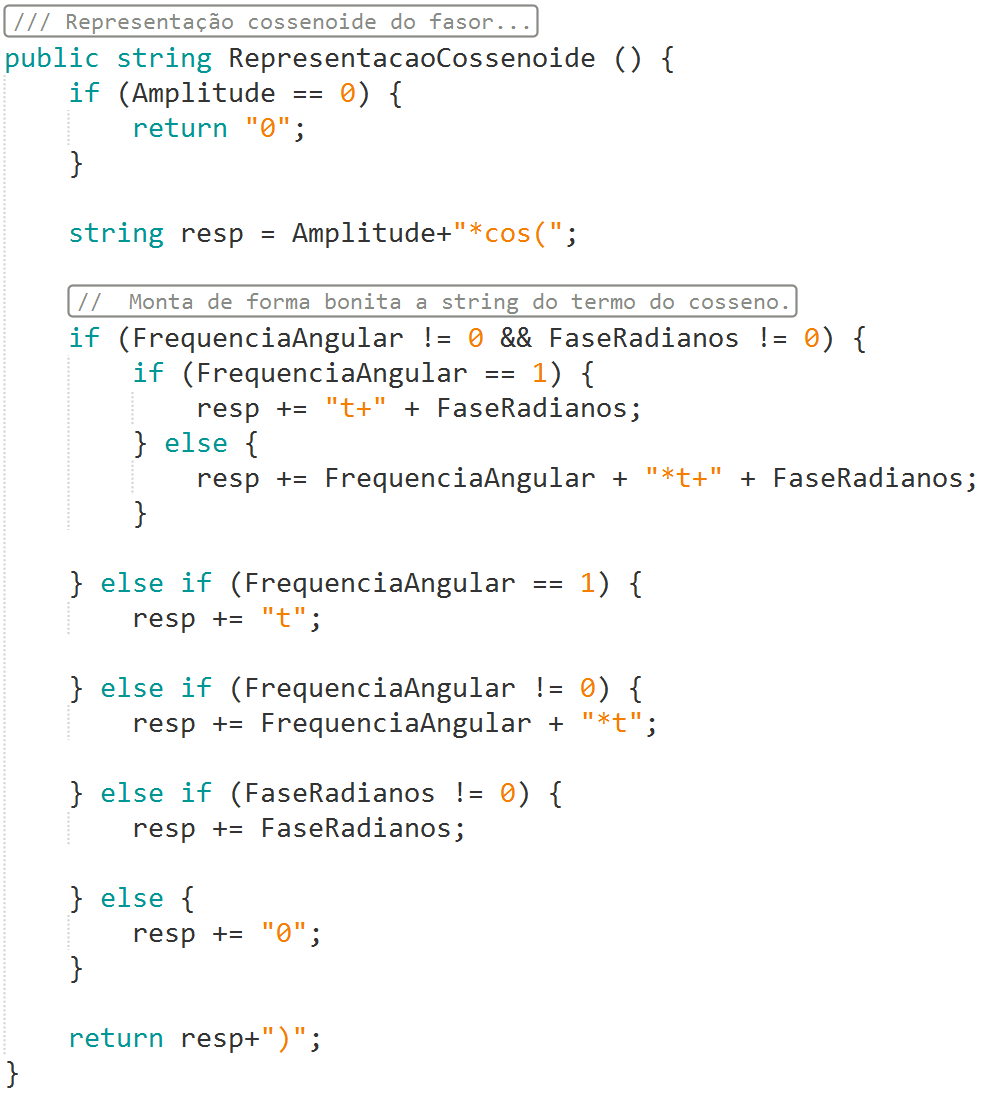 /// Representação cossenoide do fasor...
public string RepresentacaoCossenoide () {
    if (Amplitude == 0) {
        return "0";
    }

    string resp = Amplitude+"*cos(";

    //  Monta de forma bonita a string do termo do cosseno.
    if (FrequenciaAngular != 0 && FaseRadianos != 0) {
        if (FrequenciaAngular == 1) {
            resp += "t+" + FaseRadianos;
        } else {
            resp += FrequenciaAngular + "*t+" + FaseRadianos;
        }

    } else if (FrequenciaAngular == 1) {
        resp += "t";

    } else if (FrequenciaAngular != 0) {
        resp += FrequenciaAngular + "*t";

    } else if (FaseRadianos != 0) {
        resp += FaseRadianos;

    } else {
        resp += "0";
    }

    return resp+")";
}